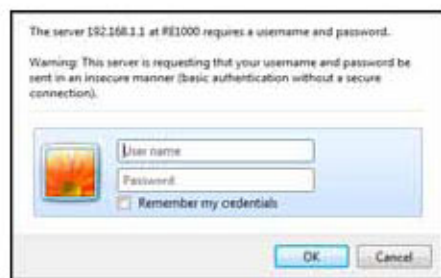 The server 192.168.1.1 at RE1000 requires a username and password.
Warning: This server is requesting that your username and password be
sent in an insecure manner (basic authentication without a secure
connection).
User name
Password
Remember my credentials
OK Cancel